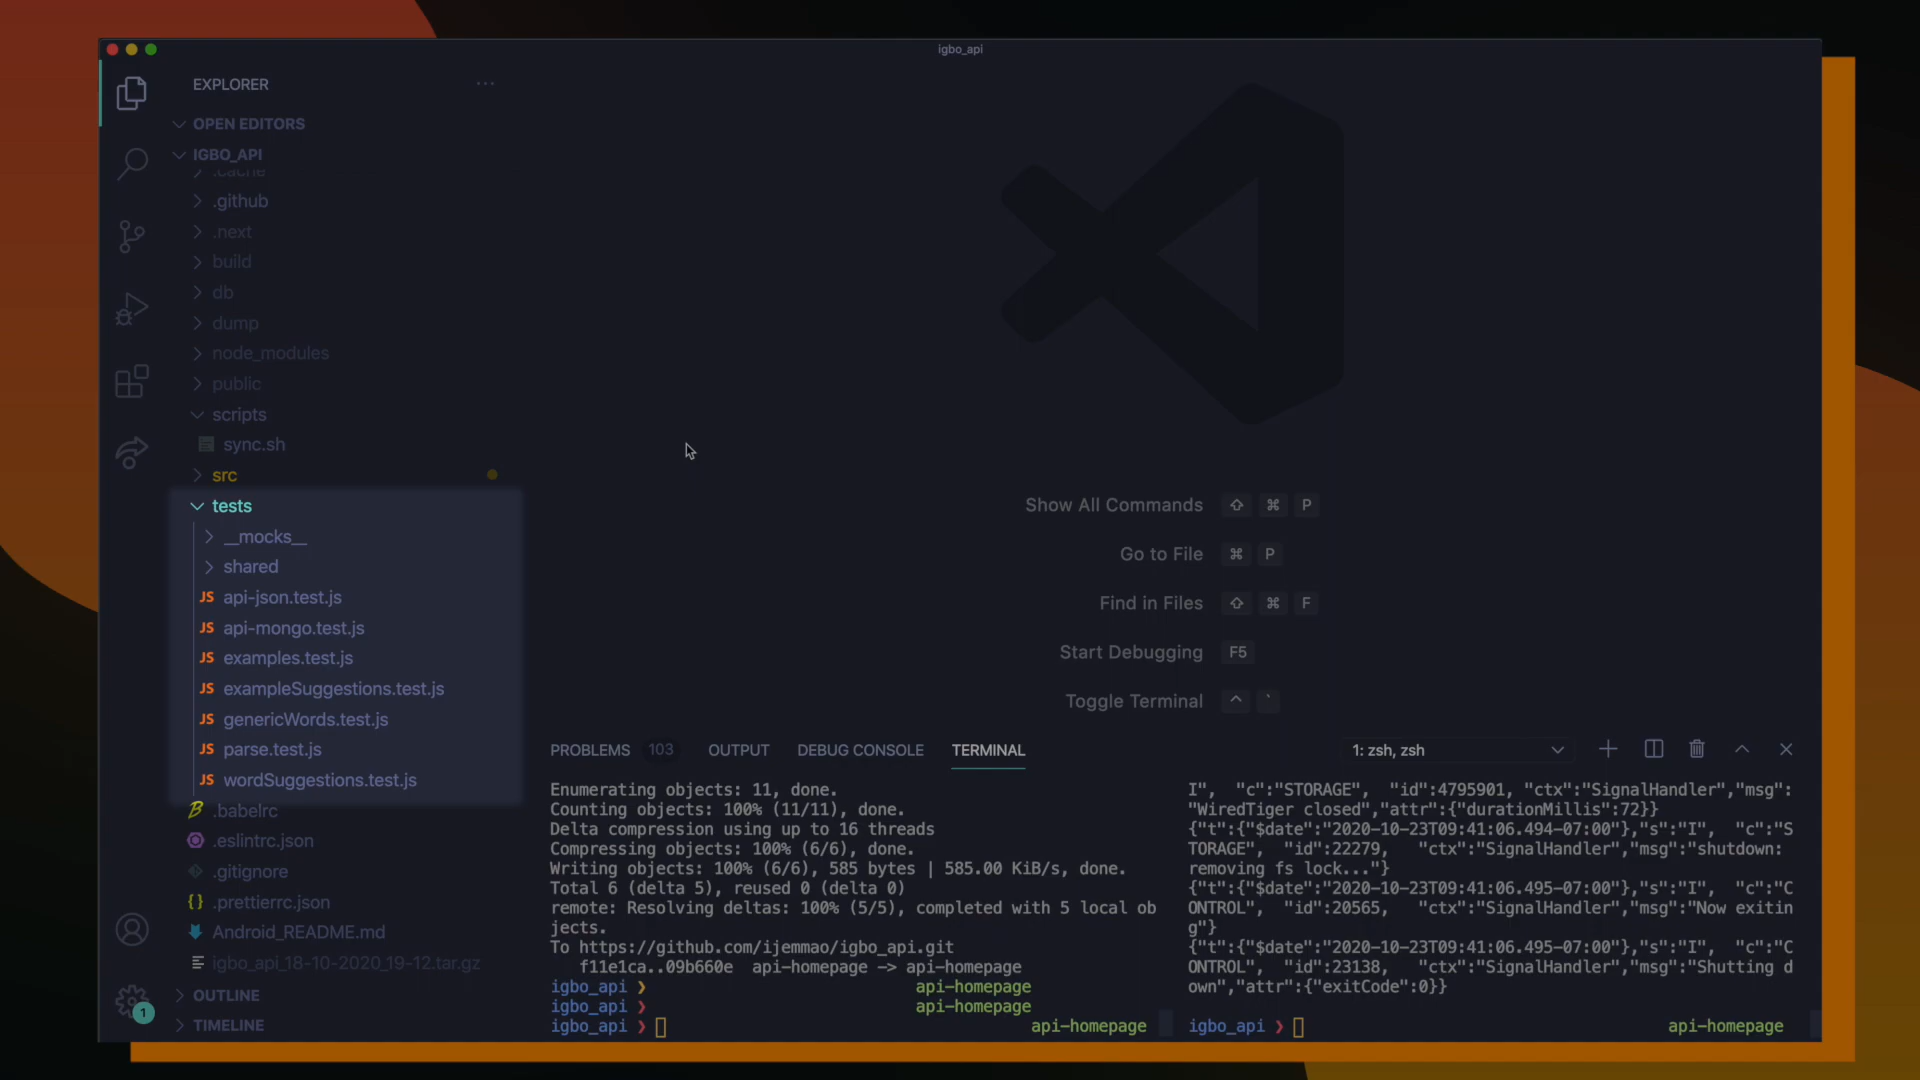 igbo_api
EXPLORER
OPEN EDITORS
IGBO_API
.cache
.github
.next
build
db
dump
node_modules
public
scripts
sync.sh
src
tests
__mocks__
shared
JS api-json.test.js
JS api-mongo.test.js
JS examples.test.js
JS exampleSuggestions.test.js
JS genericWords.test.js
JS parse.test.js
JS wordSuggestions.test.js
.babelrc
.eslintrc.json
.gitignore
{} .prettierrc.json
Android_README.md
igbo_api_18-10-2020_19-12.tar.gz
OUTLINE
TIMELINE
1
Show All Commands ⇧ ⌘ P
Go to File ⌘ P
Find in Files ⇧ ⌘ F
Start Debugging F5
Toggle Terminal ^ `
PROBLEMS 103 OUTPUT DEBUG CONSOLE TERMINAL 1: zsh, zsh
Enumerating objects: 11, done.
Counting objects: 100% (11/11), done.
Delta compression using up to 16 threads
Compressing objects: 100% (6/6), done.
Writing objects: 100% (6/6), 585 bytes | 585.00 KiB/s, done.
Total 6 (delta 5), reused 0 (delta 0)
remote: Resolving deltas: 100% (5/5), completed with 5 local ob
jects.
To https://github.com/ijemmao/igbo_api.git
f11e1ca..09b660e api-homepage -> api-homepage
igbo_api ❯ api-homepage
igbo_api ❯ api-homepage
igbo_api ❯ api-homepage
I", "c":"STORAGE", "id":4795901, "ctx":"SignalHandler","msg":
"WiredTiger closed","attr":{"durationMillis":72}}
{"t":{"$date":"2020-10-23T09:41:06.494-07:00"},"s":"I", "c":"S
TORAGE", "id":22279, "ctx":"SignalHandler","msg":"shutdown:
removing fs lock..."}
{"t":{"$date":"2020-10-23T09:41:06.495-07:00"},"s":"I", "c":"C
ONTROL", "id":20565, "ctx":"SignalHandler","msg":"Now exitin
g"}
{"t":{"$date":"2020-10-23T09:41:06.495-07:00"},"s":"I", "c":"C
ONTROL", "id":23138, "ctx":"SignalHandler","msg":"Shutting d
own","attr":{"exitCode":0}}
igbo_api ❯ api-homepage